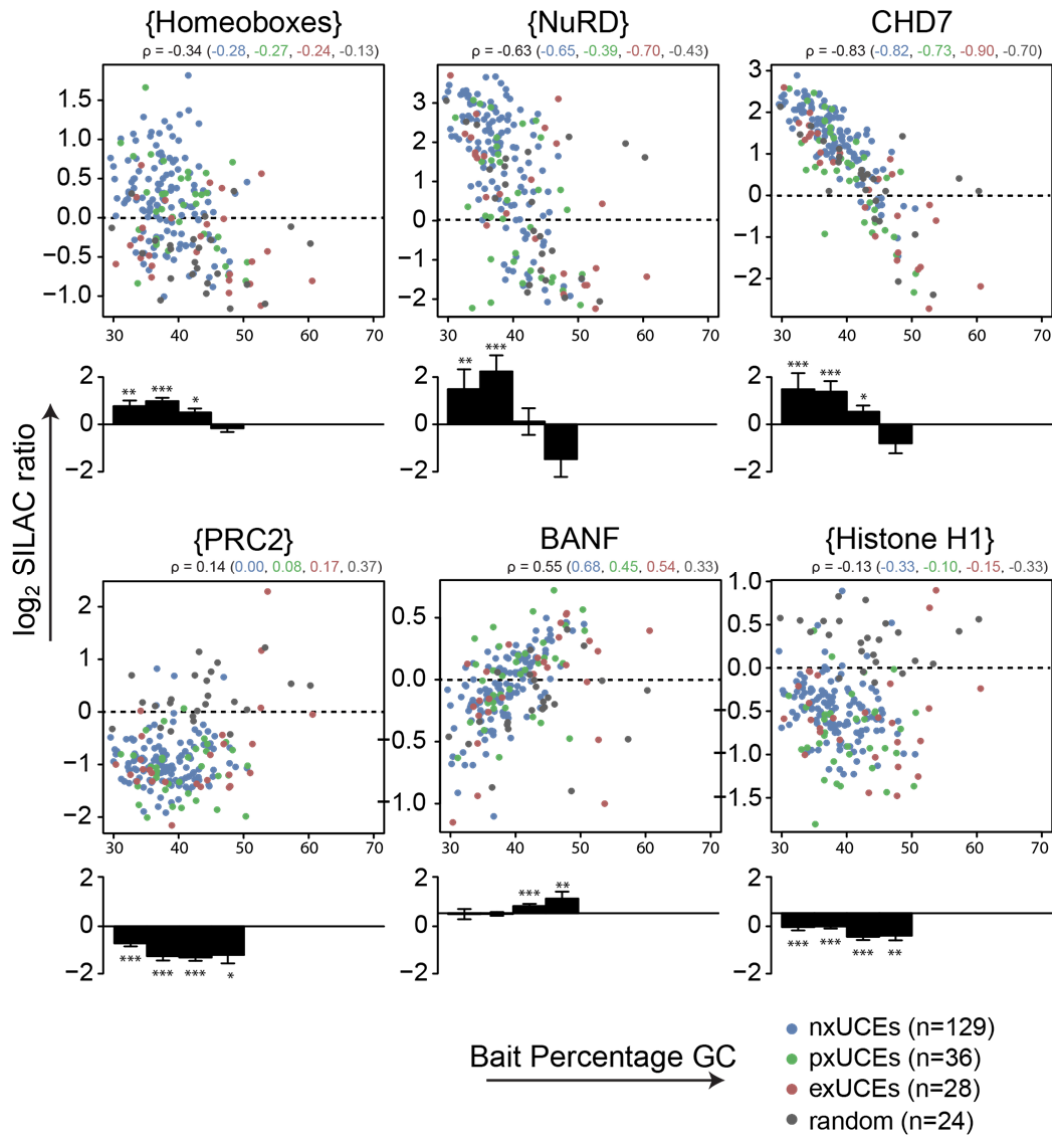 {Homeoboxes} {NuRD} CHD7
ρ = -0.34 (-0.28, -0.27, -0.24, -0.13) ρ = -0.63 (-0.65, -0.39, -0.70, -0.43) ρ = -0.83 (-0.82, -0.73, -0.90, -0.70)
1.5
1.0
0.5
0.0
−0.5
−1.0
30 40 50 60 70
3
2
1
0
−1
−2
30 40 50 60 70
3
2
1
0
−1
−2
30 40 50 60 70
2
0
−2
** *** *
2
0
−2
** ***
2
0
−2
*** *** *
log2 SILAC ratio
{PRC2} BANF {Histone H1}
ρ = 0.14 (0.00, 0.08, 0.17, 0.37) ρ = 0.55 (0.68, 0.45, 0.54, 0.33) ρ = -0.13 (-0.33, -0.10, -0.15, -0.33)
2
1
0
−1
−2
30 40 50 60 70
0.5
0.0
0.5
1.0
30 40 50 60 70
1.0
0.5
0.0
0.5
1.0
1.5
30 40 50 60 70
2
0
−2
*** *** *** *
2
0
2
*** **
2
0
2
*** *** *** **
Bait Percentage GC
nxUCEs (n=129)
pxUCEs (n=36)
exUCEs (n=28)
random (n=24)